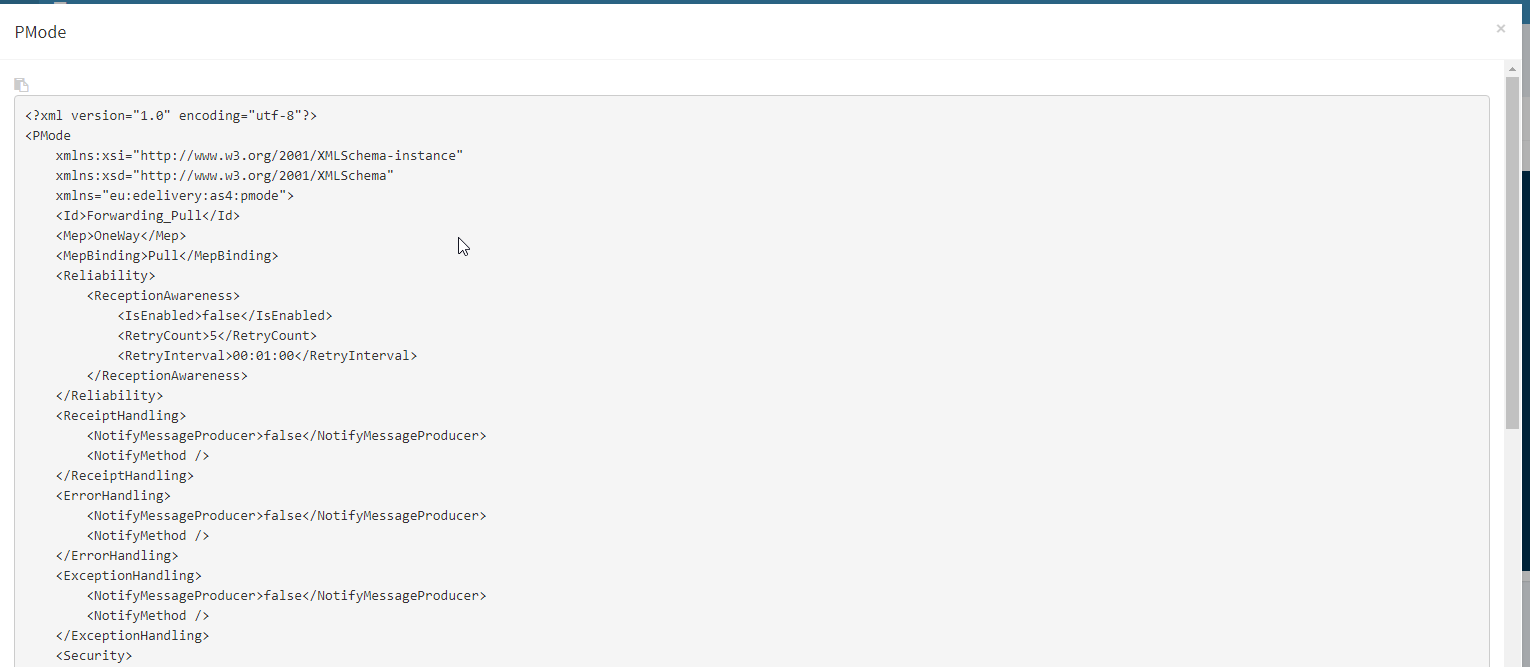 PMode
×
<?xml version="1.0" encoding="utf-8"?>
<PMode
    xmlns:xsi="http://www.w3.org/2001/XMLSchema-instance"
    xmlns:xsd="http://www.w3.org/2001/XMLSchema"
    xmlns="eu:edelivery:as4:pmode">
    <Id>Forwarding_Pull</Id>
    <Mep>OneWay</Mep>
    <MepBinding>Pull</MepBinding>
    <Reliability>
        <ReceptionAwareness>
            <IsEnabled>false</IsEnabled>
            <RetryCount>5</RetryCount>
            <RetryInterval>00:01:00</RetryInterval>
        </ReceptionAwareness>
    </Reliability>
    <ReceiptHandling>
        <NotifyMessageProducer>false</NotifyMessageProducer>
        <NotifyMethod />
    </ReceiptHandling>
    <ErrorHandling>
        <NotifyMessageProducer>false</NotifyMessageProducer>
        <NotifyMethod />
    </ErrorHandling>
    <ExceptionHandling>
        <NotifyMessageProducer>false</NotifyMessageProducer>
        <NotifyMethod />
    </ExceptionHandling>
    <Security>